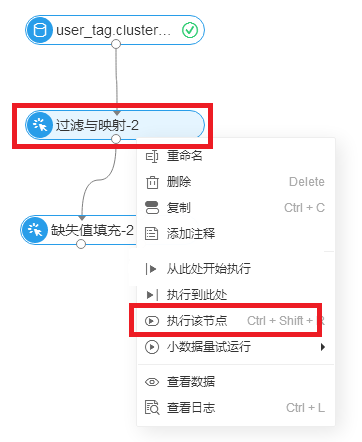 user_tag.cluster...
过滤与映射-2
缺失值填充-2
重命名
删除 Delete
复制 Ctrl + C
添加注释
从此处开始执行
执行到此处
执行该节点 Ctrl + Shift + R
小数据量试运行
查看数据
查看日志 Ctrl + L